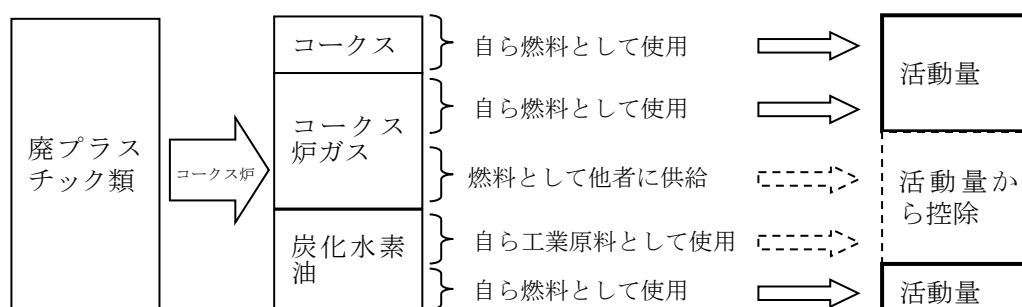 廃プラス
チック類
コークス炉
コークス
コークス
炉ガス
炭化水素
油
自ら燃料として使用
自ら燃料として使用
燃料として他者に供給
自ら工業原料として使用
自ら燃料として使用
活動量
活動量か
ら控除
活動量